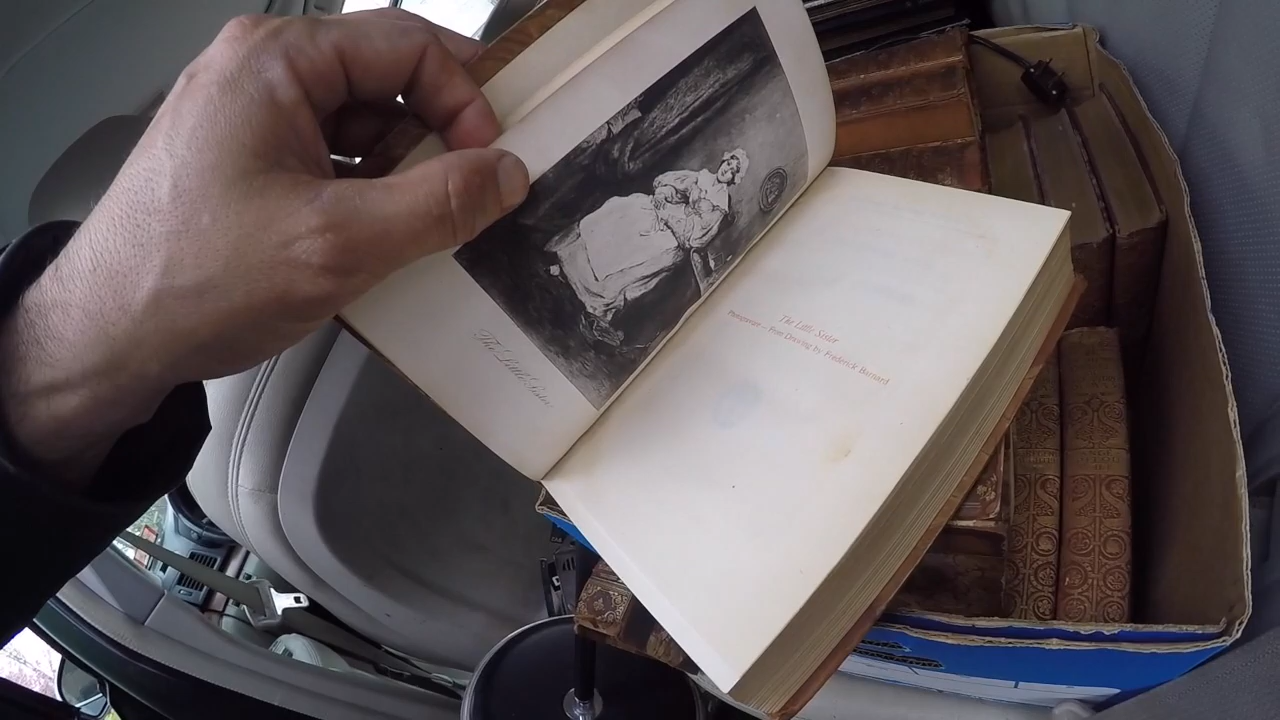 The Little Sister
The Little Sister
Photogravure — From Drawing by Frederick Barnard